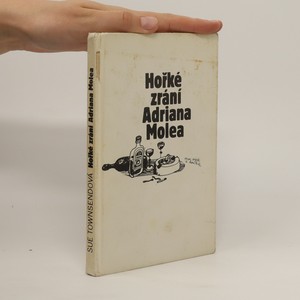 Hořké
zrání
Adriana
Molea
SUE TOWNSENDOVÁ Hořké zrání Adriana Molea